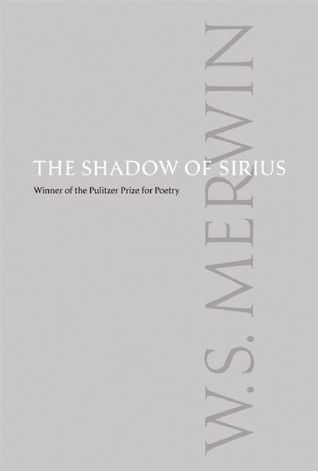 THE SHADOW OF SIRIUS
Winner of the Pulitzer Prize for Poetry
W.S. MERWIN